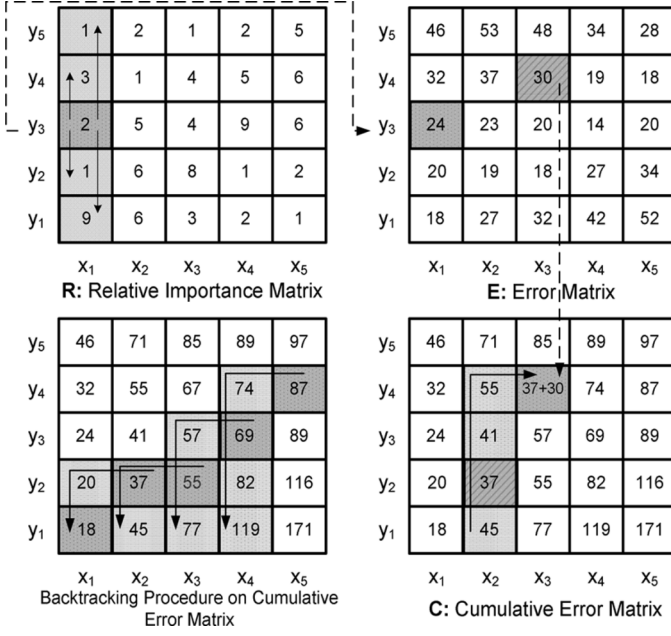 y5 1 2 1 2 5
y4 3 1 4 5 6
y3 2 5 4 9 6
y2 1 6 8 1 2
y1 9 6 3 2 1
x1 x2 x3 x4 x5
R: Relative Importance Matrix
y5 46 53 48 34 28
y4 32 37 30 19 18
y3 24 23 20 14 20
y2 20 19 18 27 34
y1 18 27 32 42 52
x1 x2 x3 x4 x5
E: Error Matrix
y5 46 71 85 89 97
y4 32 55 67 74 87
y3 24 41 57 69 89
y2 20 37 55 82 116
y1 18 45 77 119 171
x1 x2 x3 x4 x5
Backtracking Procedure on Cumulative
Error Matrix
y5 46 71 85 89 97
y4 32 55 37+30 74 87
y3 24 41 57 69 89
y2 20 37 55 82 116
y1 18 45 77 119 171
x1 x2 x3 x4 x5
C: Cumulative Error Matrix